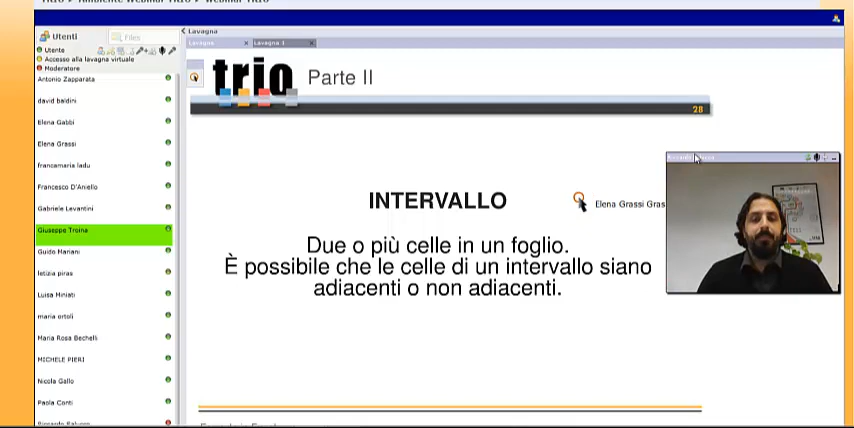 Utenti
Files
Utente
Accesso alla lavagna virtuale
Moderatore
Antonio Zapparata
david baldini
Elena Gabbi
Elena Grassi
francamaria ladu
Francesco D'Aniello
Gabriele Levantini
Giuseppe Troina
Guido Mariani
letizia piras
Luisa Miniati
maria ortoli
Maria Rosa Bechelli
MICHELE PIERI
Nicola Gallo
Paola Conti
Lavagna
Lavagna
Lavagna 1
trio Parte II
28
INTERVALLO
Elena Grassi Gras
Due o più celle in un foglio.
È possibile che le celle di un intervallo siano
adiacenti o non adiacenti.